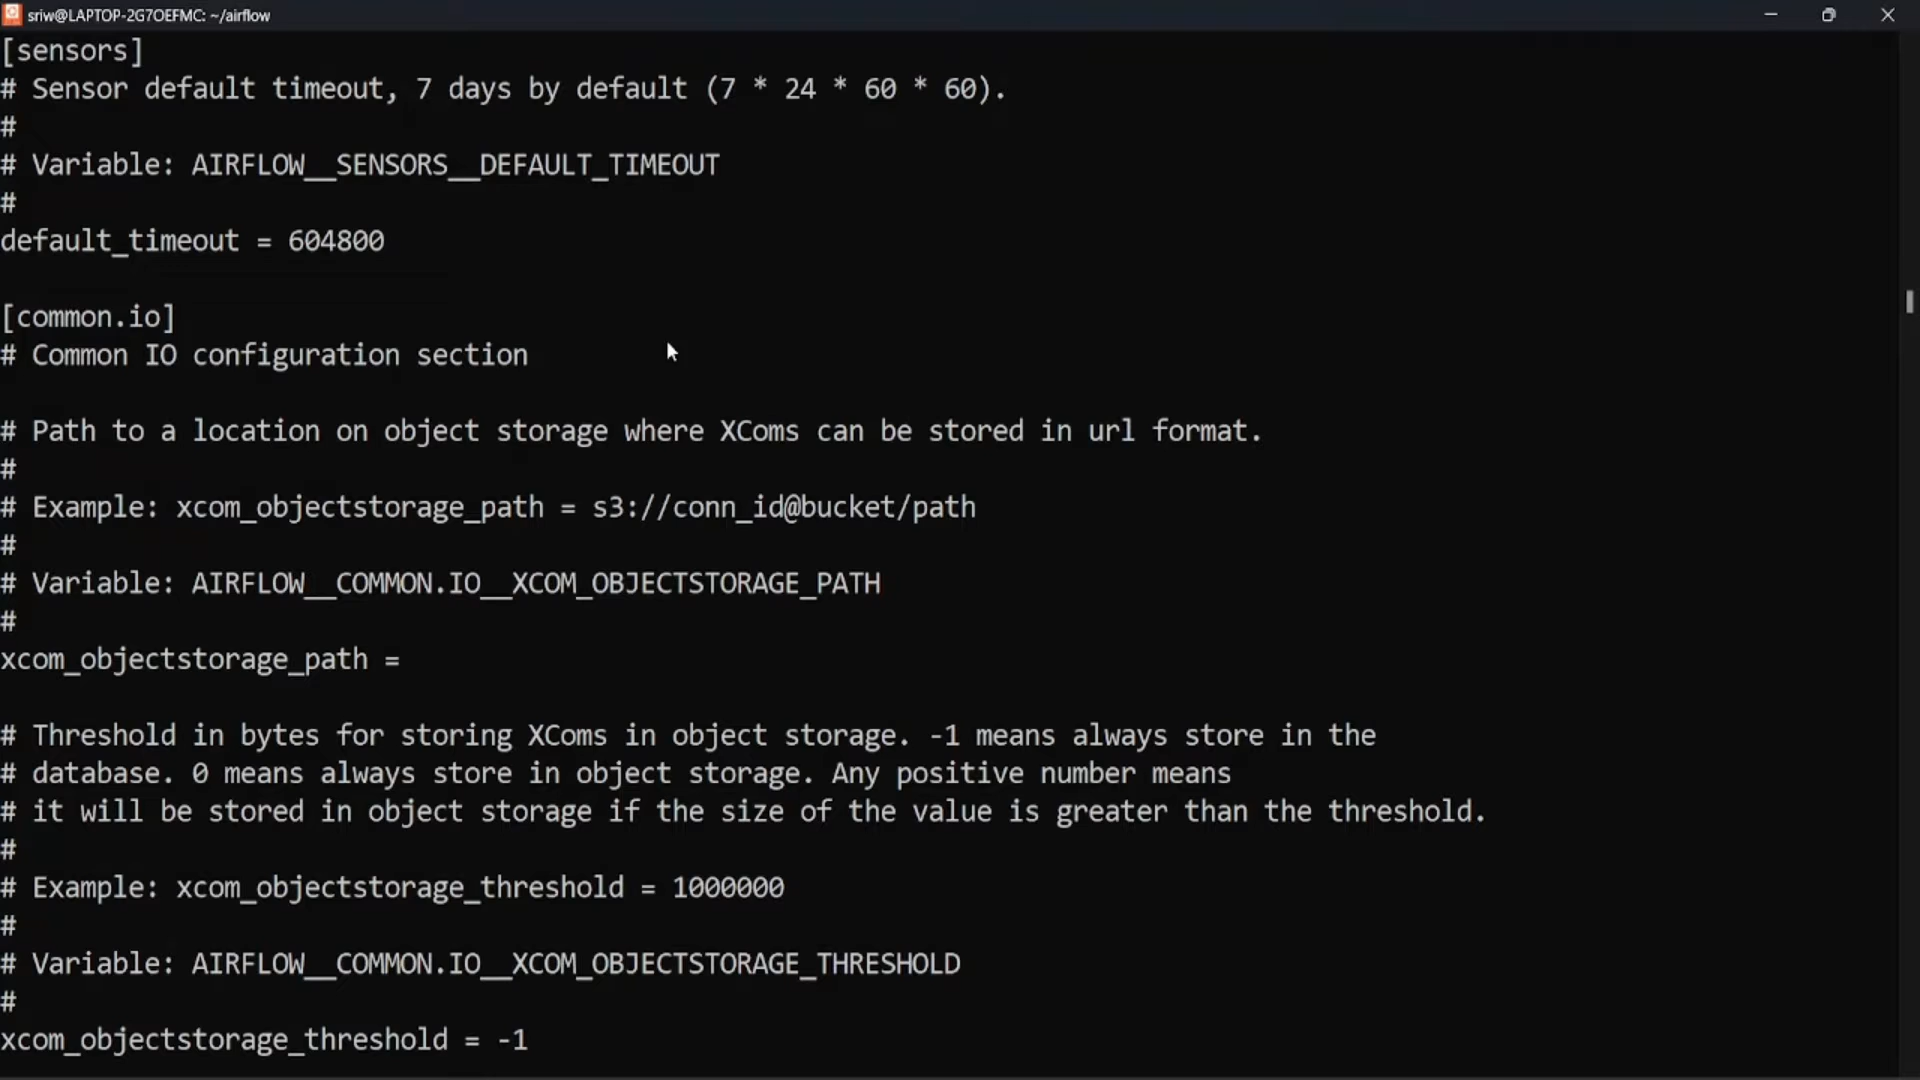 sriw@LAPTOP-2G7OEFMC: ~/airflow
[sensors]
# Sensor default timeout, 7 days by default (7 * 24 * 60 * 60).
#
# Variable: AIRFLOW__SENSORS__DEFAULT_TIMEOUT
#
default_timeout = 604800
[common.io]
# Common IO configuration section
# Path to a location on object storage where XComs can be stored in url format.
#
# Example: xcom_objectstorage_path = s3://conn_id@bucket/path
#
# Variable: AIRFLOW__COMMON.IO__XCOM_OBJECTSTORAGE_PATH
#
xcom_objectstorage_path =
# Threshold in bytes for storing XComs in object storage. -1 means always store in the
# database. 0 means always store in object storage. Any positive number means
# it will be stored in object storage if the size of the value is greater than the threshold.
#
# Example: xcom_objectstorage_threshold = 1000000
#
# Variable: AIRFLOW__COMMON.IO__XCOM_OBJECTSTORAGE_THRESHOLD
#
xcom_objectstorage_threshold = -1